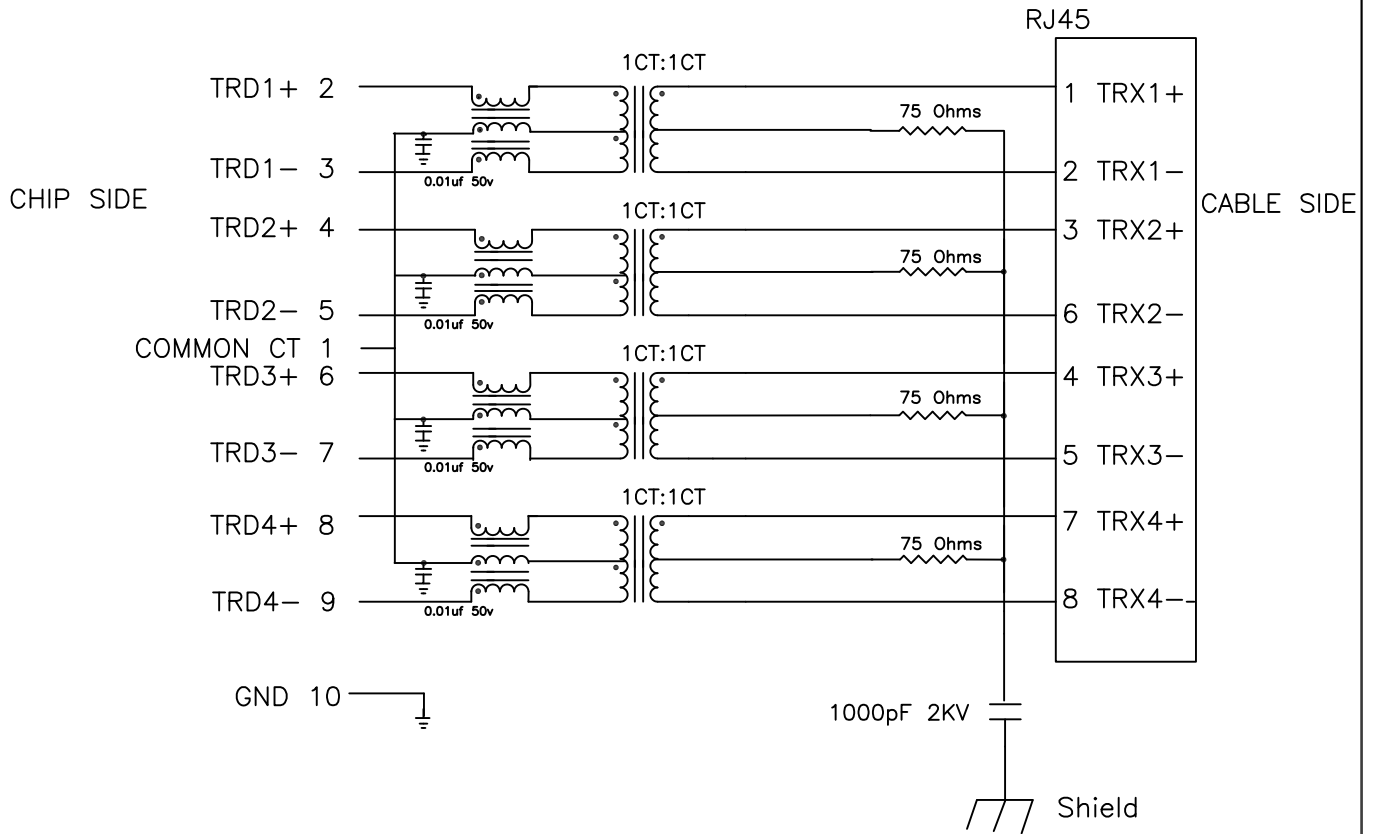 RJ45
1CT:1CT
TRD1+ 2
1 TRX1+
75 Ohms
TRD1- 3
2 TRX1-
0.01uf 50v
CHIP SIDE
CABLE SIDE
1CT:1CT
TRD2+ 4
3 TRX2+
75 Ohms
TRD2- 5
6 TRX2-
0.01uf 50v
COMMON CT 1
1CT:1CT
TRD3+ 6
4 TRX3+
75 Ohms
TRD3- 7
5 TRX3-
0.01uf 50v
1CT:1CT
TRD4+ 8
7 TRX4+
75 Ohms
TRD4- 9
8 TRX4-
0.01uf 50v
GND 10
1000pF 2KV
Shield